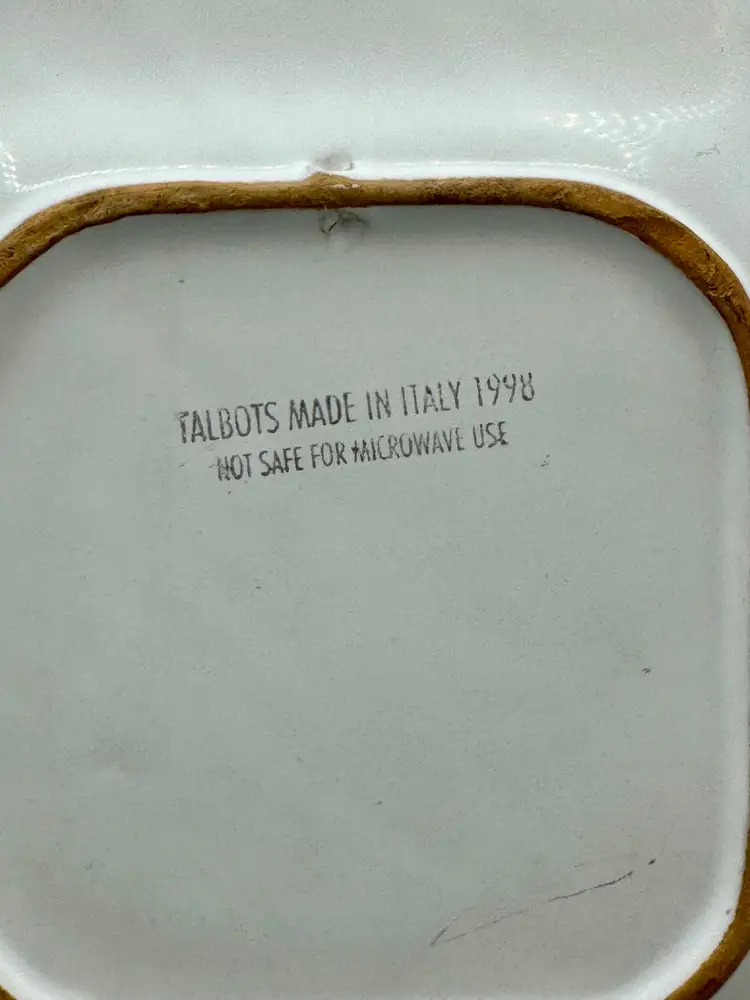 TALBOTS MADE IN ITALY 1998
NOT SAFE FOR MICROWAVE USE